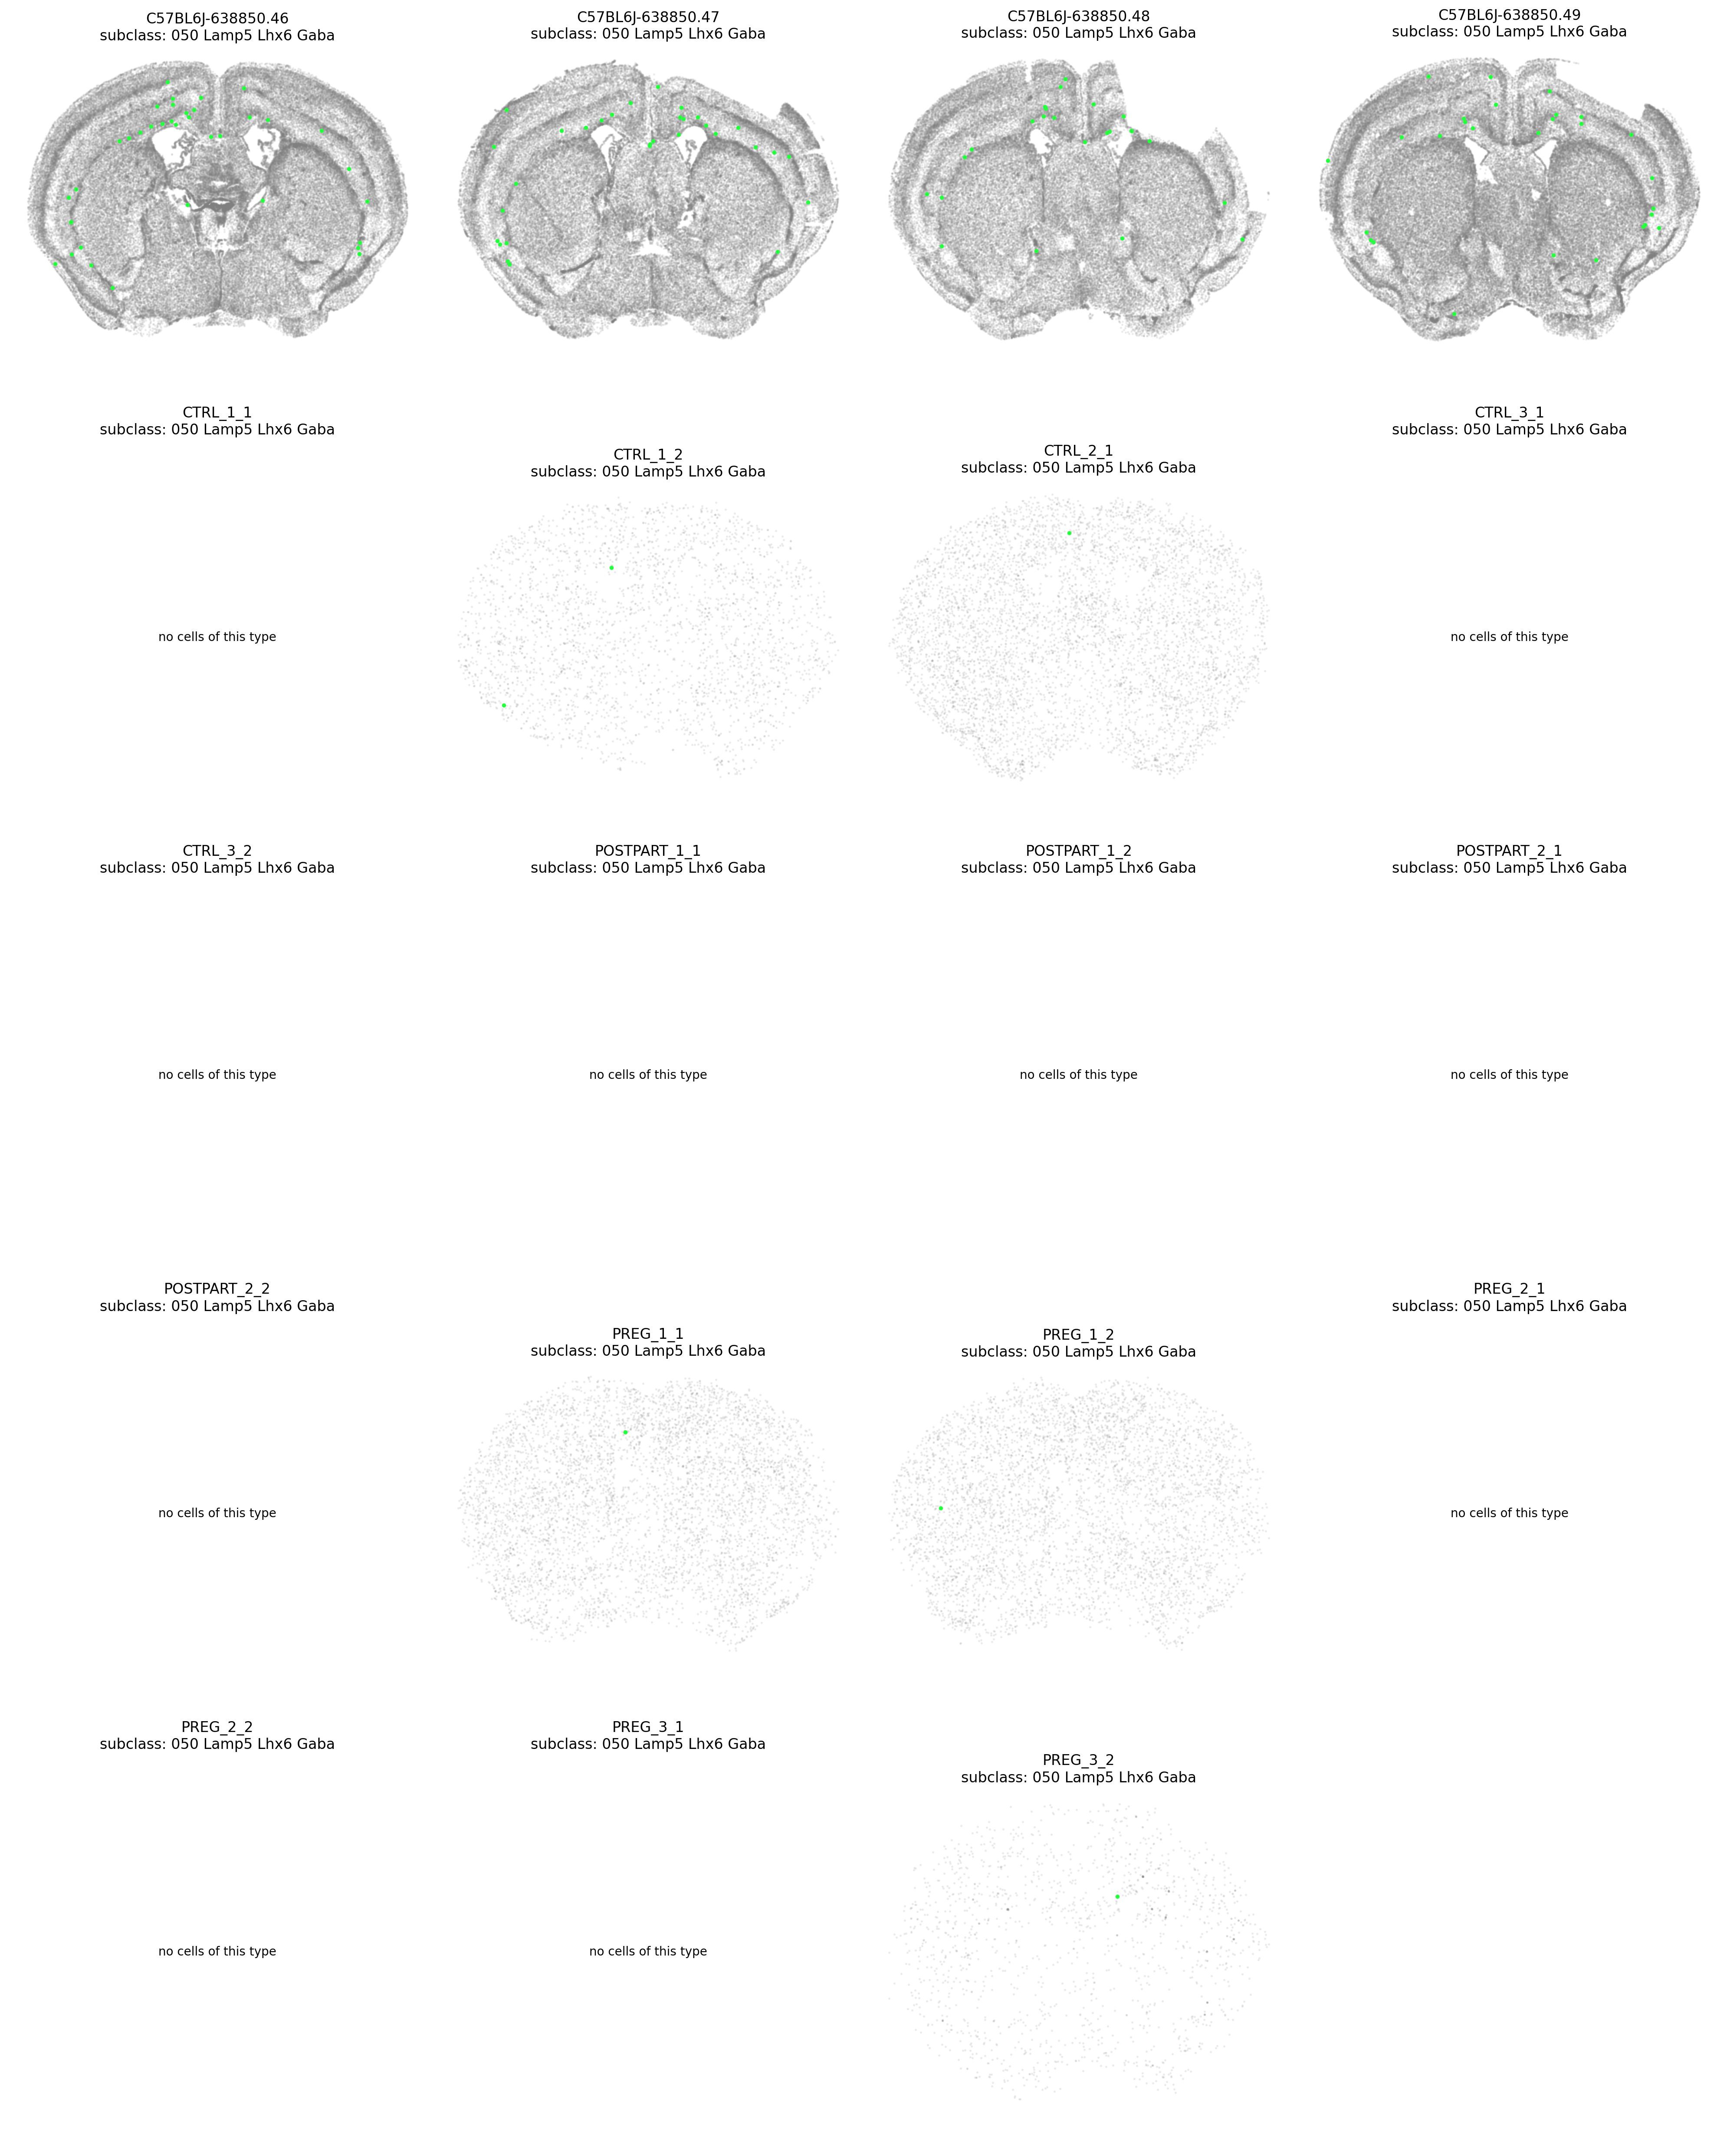 C57BL6J-638850.46
subclass: 050 Lamp5 Lhx6 Gaba
C57BL6J-638850.47
subclass: 050 Lamp5 Lhx6 Gaba
C57BL6J-638850.48
subclass: 050 Lamp5 Lhx6 Gaba
C57BL6J-638850.49
subclass: 050 Lamp5 Lhx6 Gaba
CTRL_1_1
subclass: 050 Lamp5 Lhx6 Gaba
no cells of this type
CTRL_1_2
subclass: 050 Lamp5 Lhx6 Gaba
CTRL_2_1
subclass: 050 Lamp5 Lhx6 Gaba
CTRL_3_1
subclass: 050 Lamp5 Lhx6 Gaba
no cells of this type
CTRL_3_2
subclass: 050 Lamp5 Lhx6 Gaba
no cells of this type
POSTPART_1_1
subclass: 050 Lamp5 Lhx6 Gaba
no cells of this type
POSTPART_1_2
subclass: 050 Lamp5 Lhx6 Gaba
no cells of this type
POSTPART_2_1
subclass: 050 Lamp5 Lhx6 Gaba
no cells of this type
POSTPART_2_2
subclass: 050 Lamp5 Lhx6 Gaba
no cells of this type
PREG_1_1
subclass: 050 Lamp5 Lhx6 Gaba
PREG_1_2
subclass: 050 Lamp5 Lhx6 Gaba
PREG_2_1
subclass: 050 Lamp5 Lhx6 Gaba
no cells of this type
PREG_2_2
subclass: 050 Lamp5 Lhx6 Gaba
no cells of this type
PREG_3_1
subclass: 050 Lamp5 Lhx6 Gaba
no cells of this type
PREG_3_2
subclass: 050 Lamp5 Lhx6 Gaba